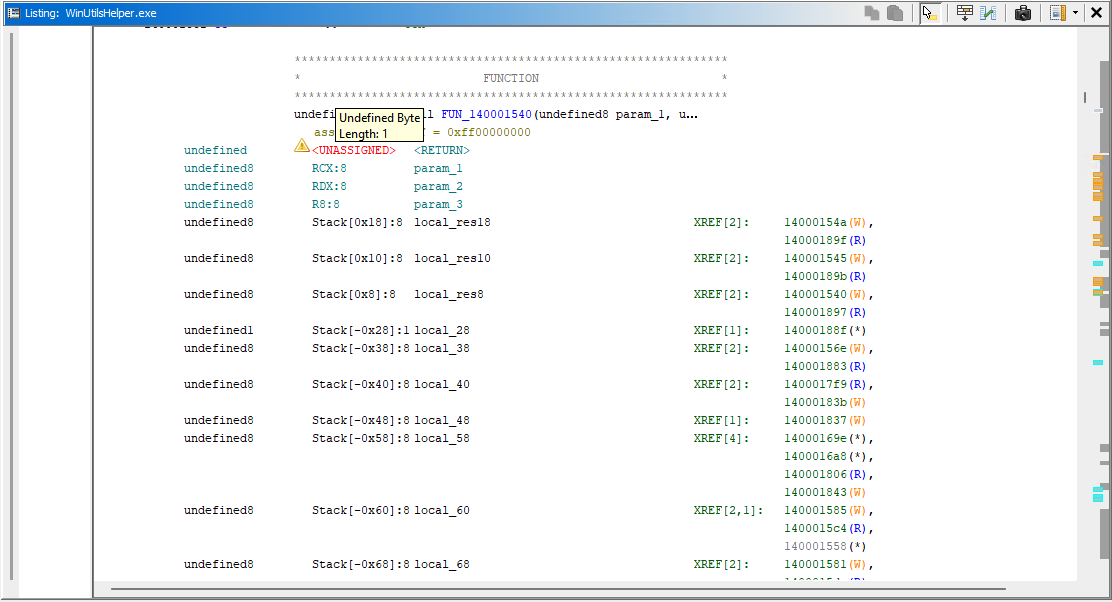 Listing: WinUtilsHelper.exe
**************************************************************
* FUNCTION *
**************************************************************
undefi ll FUN_140001540(undefined8 param_1, u...
ass = 0xff00000000
Undefined Byte
Length: 1
undefined <UNASSIGNED> <RETURN>
undefined8 RCX:8 param_1
undefined8 RDX:8 param_2
undefined8 R8:8 param_3
undefined8 Stack[0x18]:8 local_res18 XREF[2]: 14000154a(W),
14000189f(R)
undefined8 Stack[0x10]:8 local_res10 XREF[2]: 140001545(W),
14000189b(R)
undefined8 Stack[0x8]:8 local_res8 XREF[2]: 140001540(W),
140001897(R)
undefined1 Stack[-0x28]:1 local_28 XREF[1]: 14000188f(*)
undefined8 Stack[-0x38]:8 local_38 XREF[2]: 14000156e(W),
140001883(R)
undefined8 Stack[-0x40]:8 local_40 XREF[2]: 1400017f9(R),
14000183b(W)
undefined8 Stack[-0x48]:8 local_48 XREF[1]: 140001837(W)
undefined8 Stack[-0x58]:8 local_58 XREF[4]: 14000169e(*),
1400016a8(*),
140001806(R),
140001843(W)
undefined8 Stack[-0x60]:8 local_60 XREF[2,1]: 140001585(W),
1400015c4(R),
140001558(*)
undefined8 Stack[-0x68]:8 local_68 XREF[2]: 140001581(W),